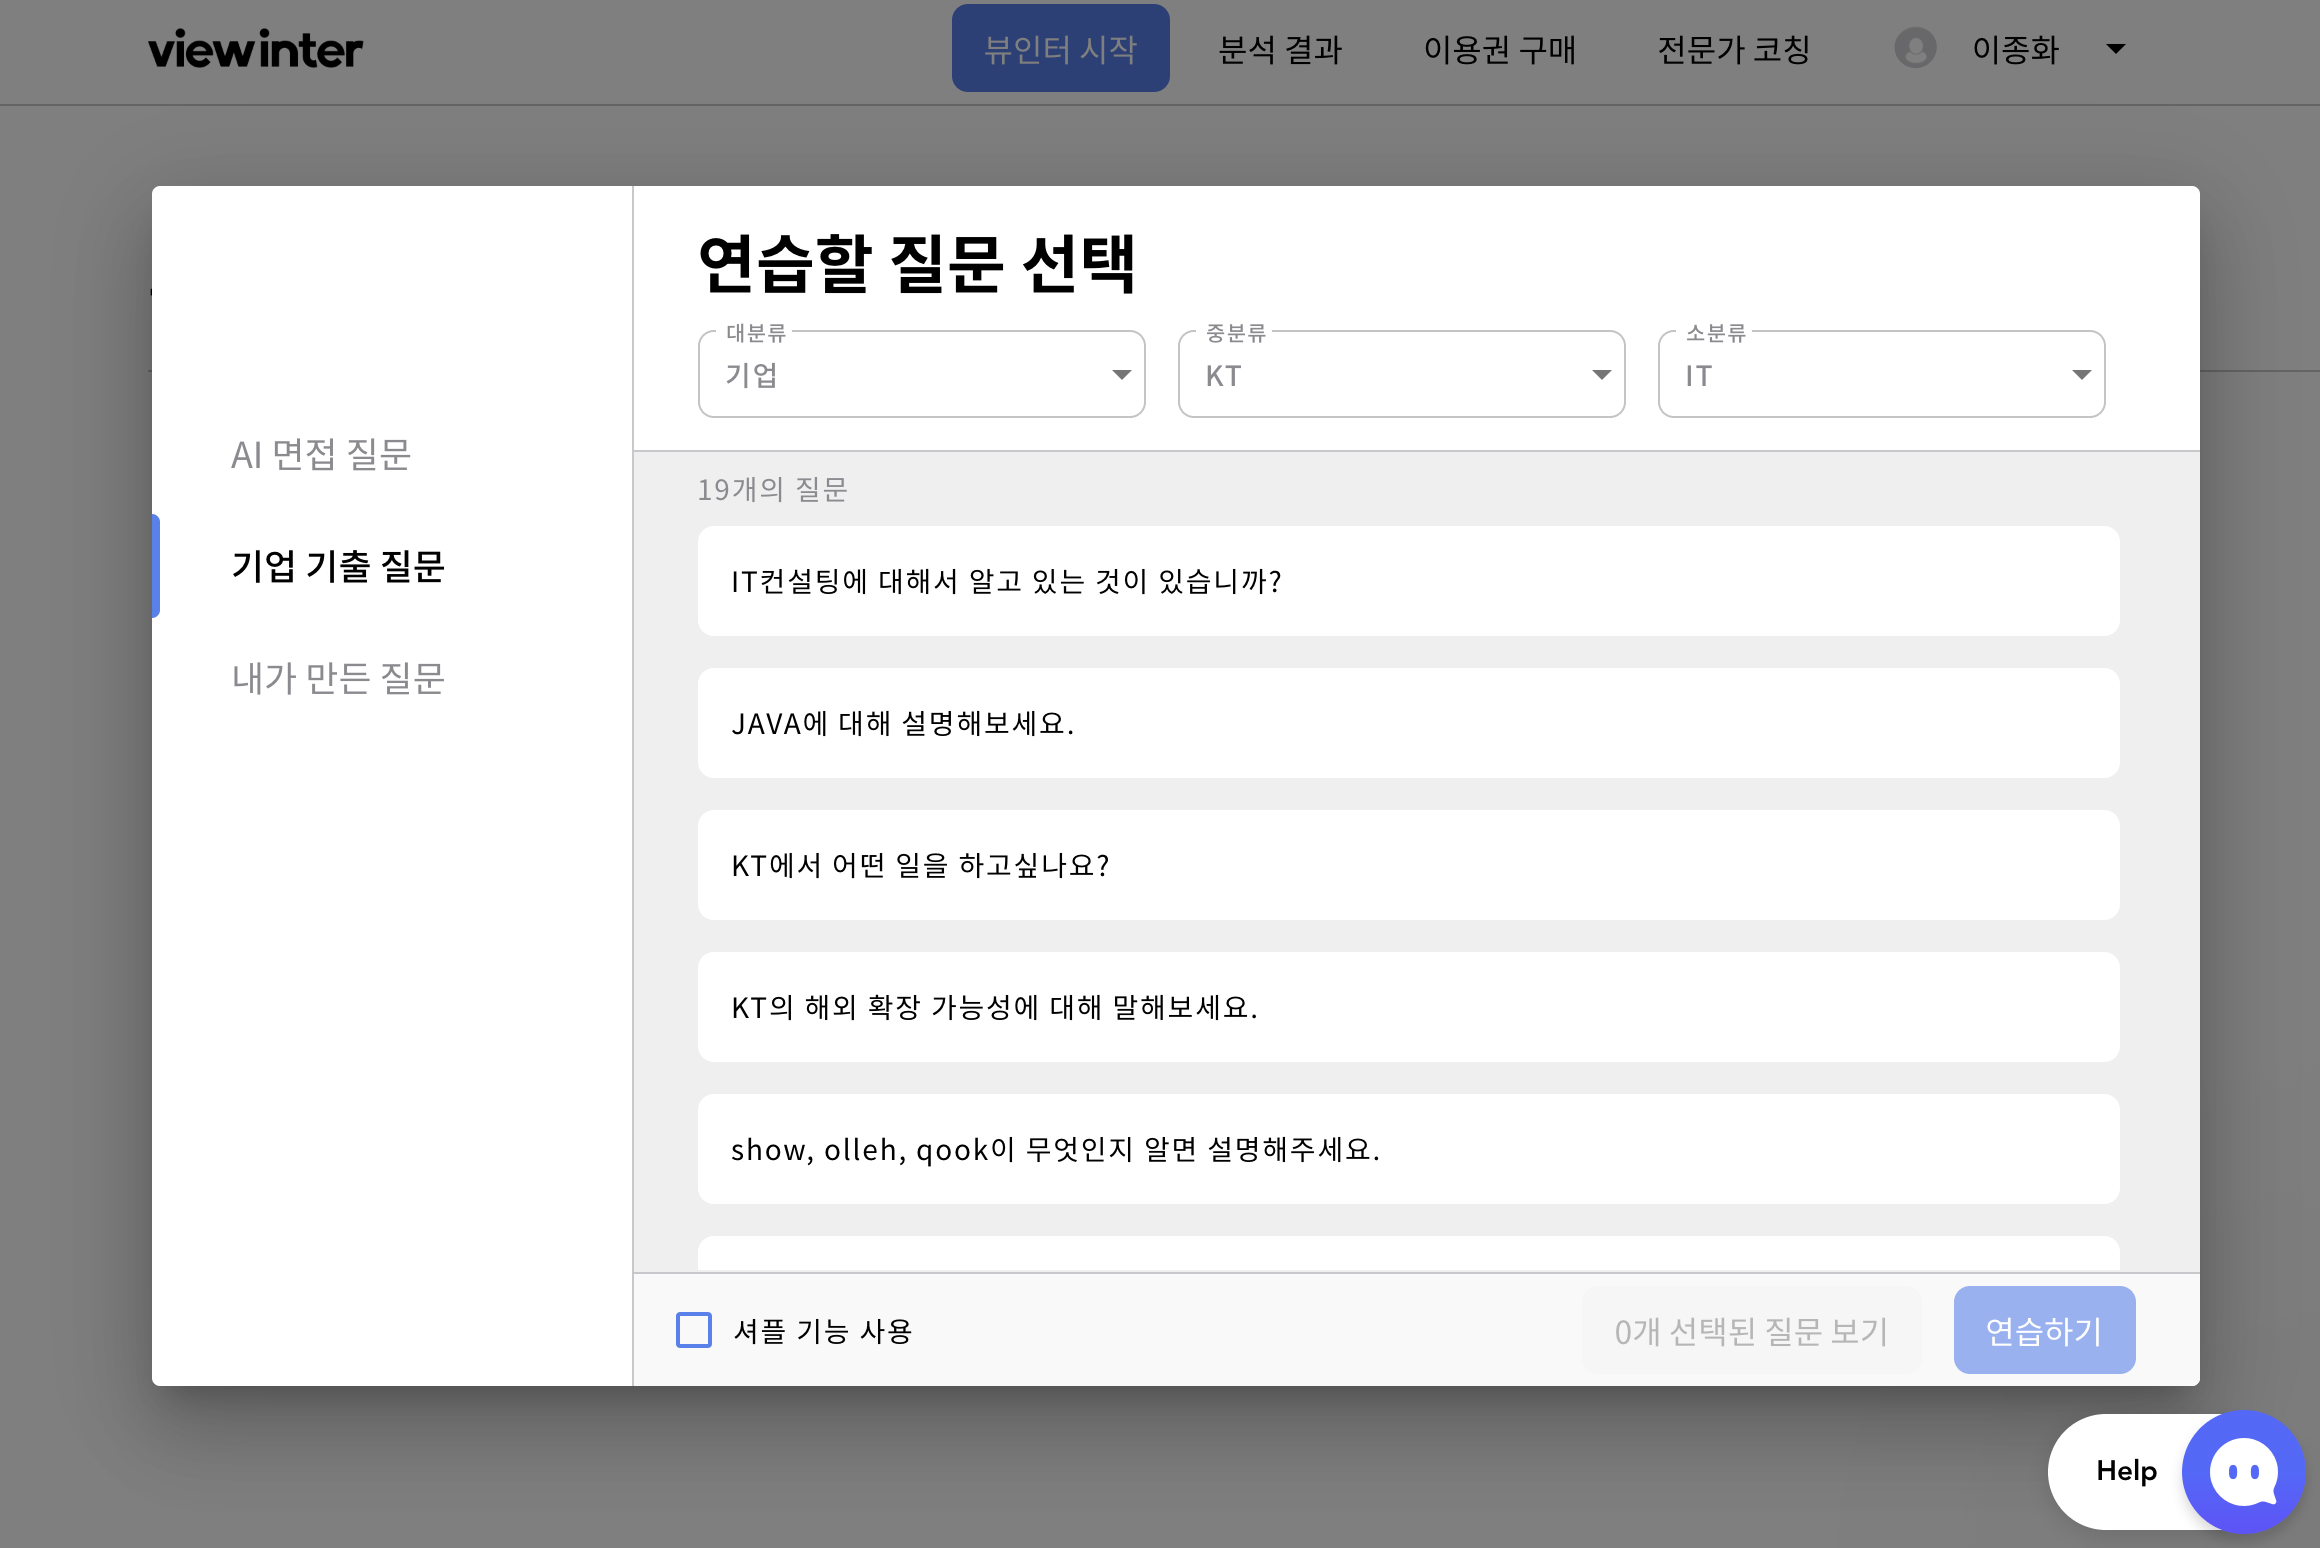 viewinter
뷰인터 시작
분석 결과
이용권 구매
전문가 코칭
이종화
AI 면접 질문
기업 기출 질문
내가 만든 질문
연습할 질문 선택
대분류
기업
중분류
KT
소분류
IT
19개의 질문
IT컨설팅에 대해서 알고 있는 것이 있습니까?
JAVA에 대해 설명해보세요.
KT에서 어떤 일을 하고싶나요?
KT의 해외 확장 가능성에 대해 말해보세요.
show, olleh, qook이 무엇인지 알면 설명해주세요.
셔플 기능 사용
0개 선택된 질문 보기
연습하기
Help